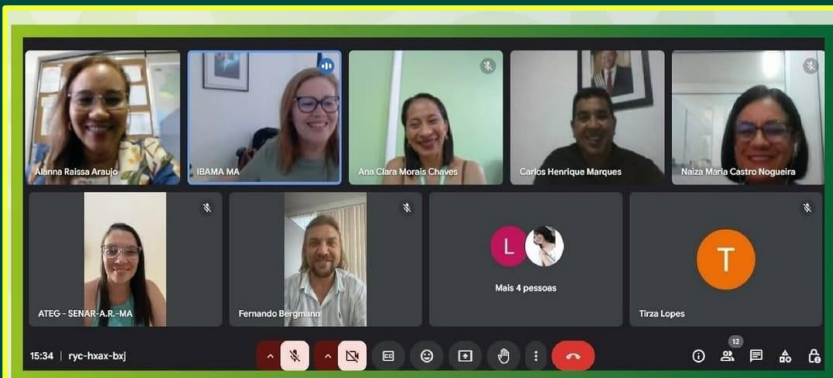 Alanna Raissa Araujo
IBAMA MA
Ana Clara Morais Chaves
Carlos Henrique Marques
Naiza Maria Castro Nogueira
ATEG - SENAR-A.R.-MA
Fernando Bergmann
L
Mais 4 pessoas
T
Tirza Lopes
15:34 | ryc-hxax-bxj
12